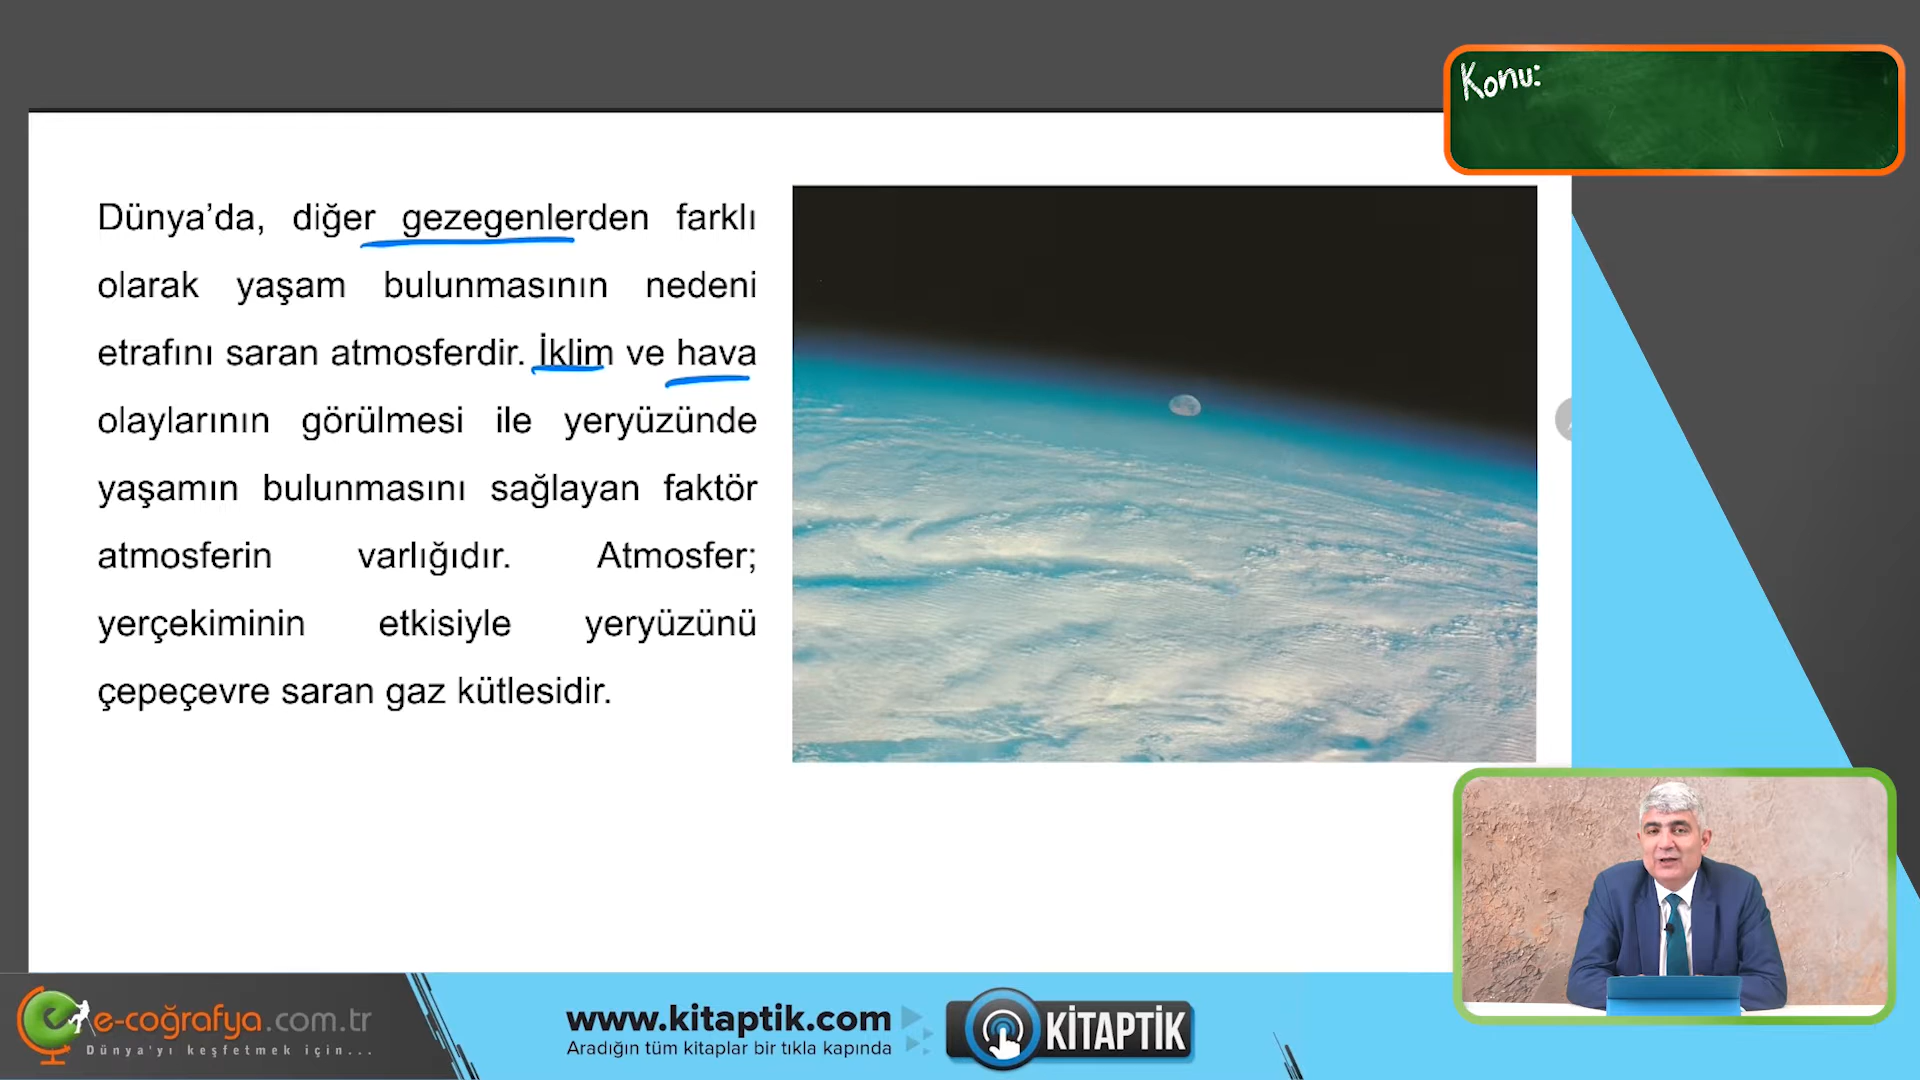 Konu:
Dünya’da, diğer gezegenlerden farklı
olarak yaşam bulunmasının nedeni
etrafını saran atmosferdir. İklim ve hava
olaylarının görülmesi ile yeryüzünde
yaşamın bulunmasını sağlayan faktör
atmosferin varlığıdır. Atmosfer;
yerçekiminin etkisiyle yeryüzünü
çepeçevre saran gaz kütlesidir.
e e-coğrafya.com.tr
Dünya'yı keşfetmek için...
www.kitaptik.com
Aradığın tüm kitaplar bir tıkla kapında
KİTAPTİK